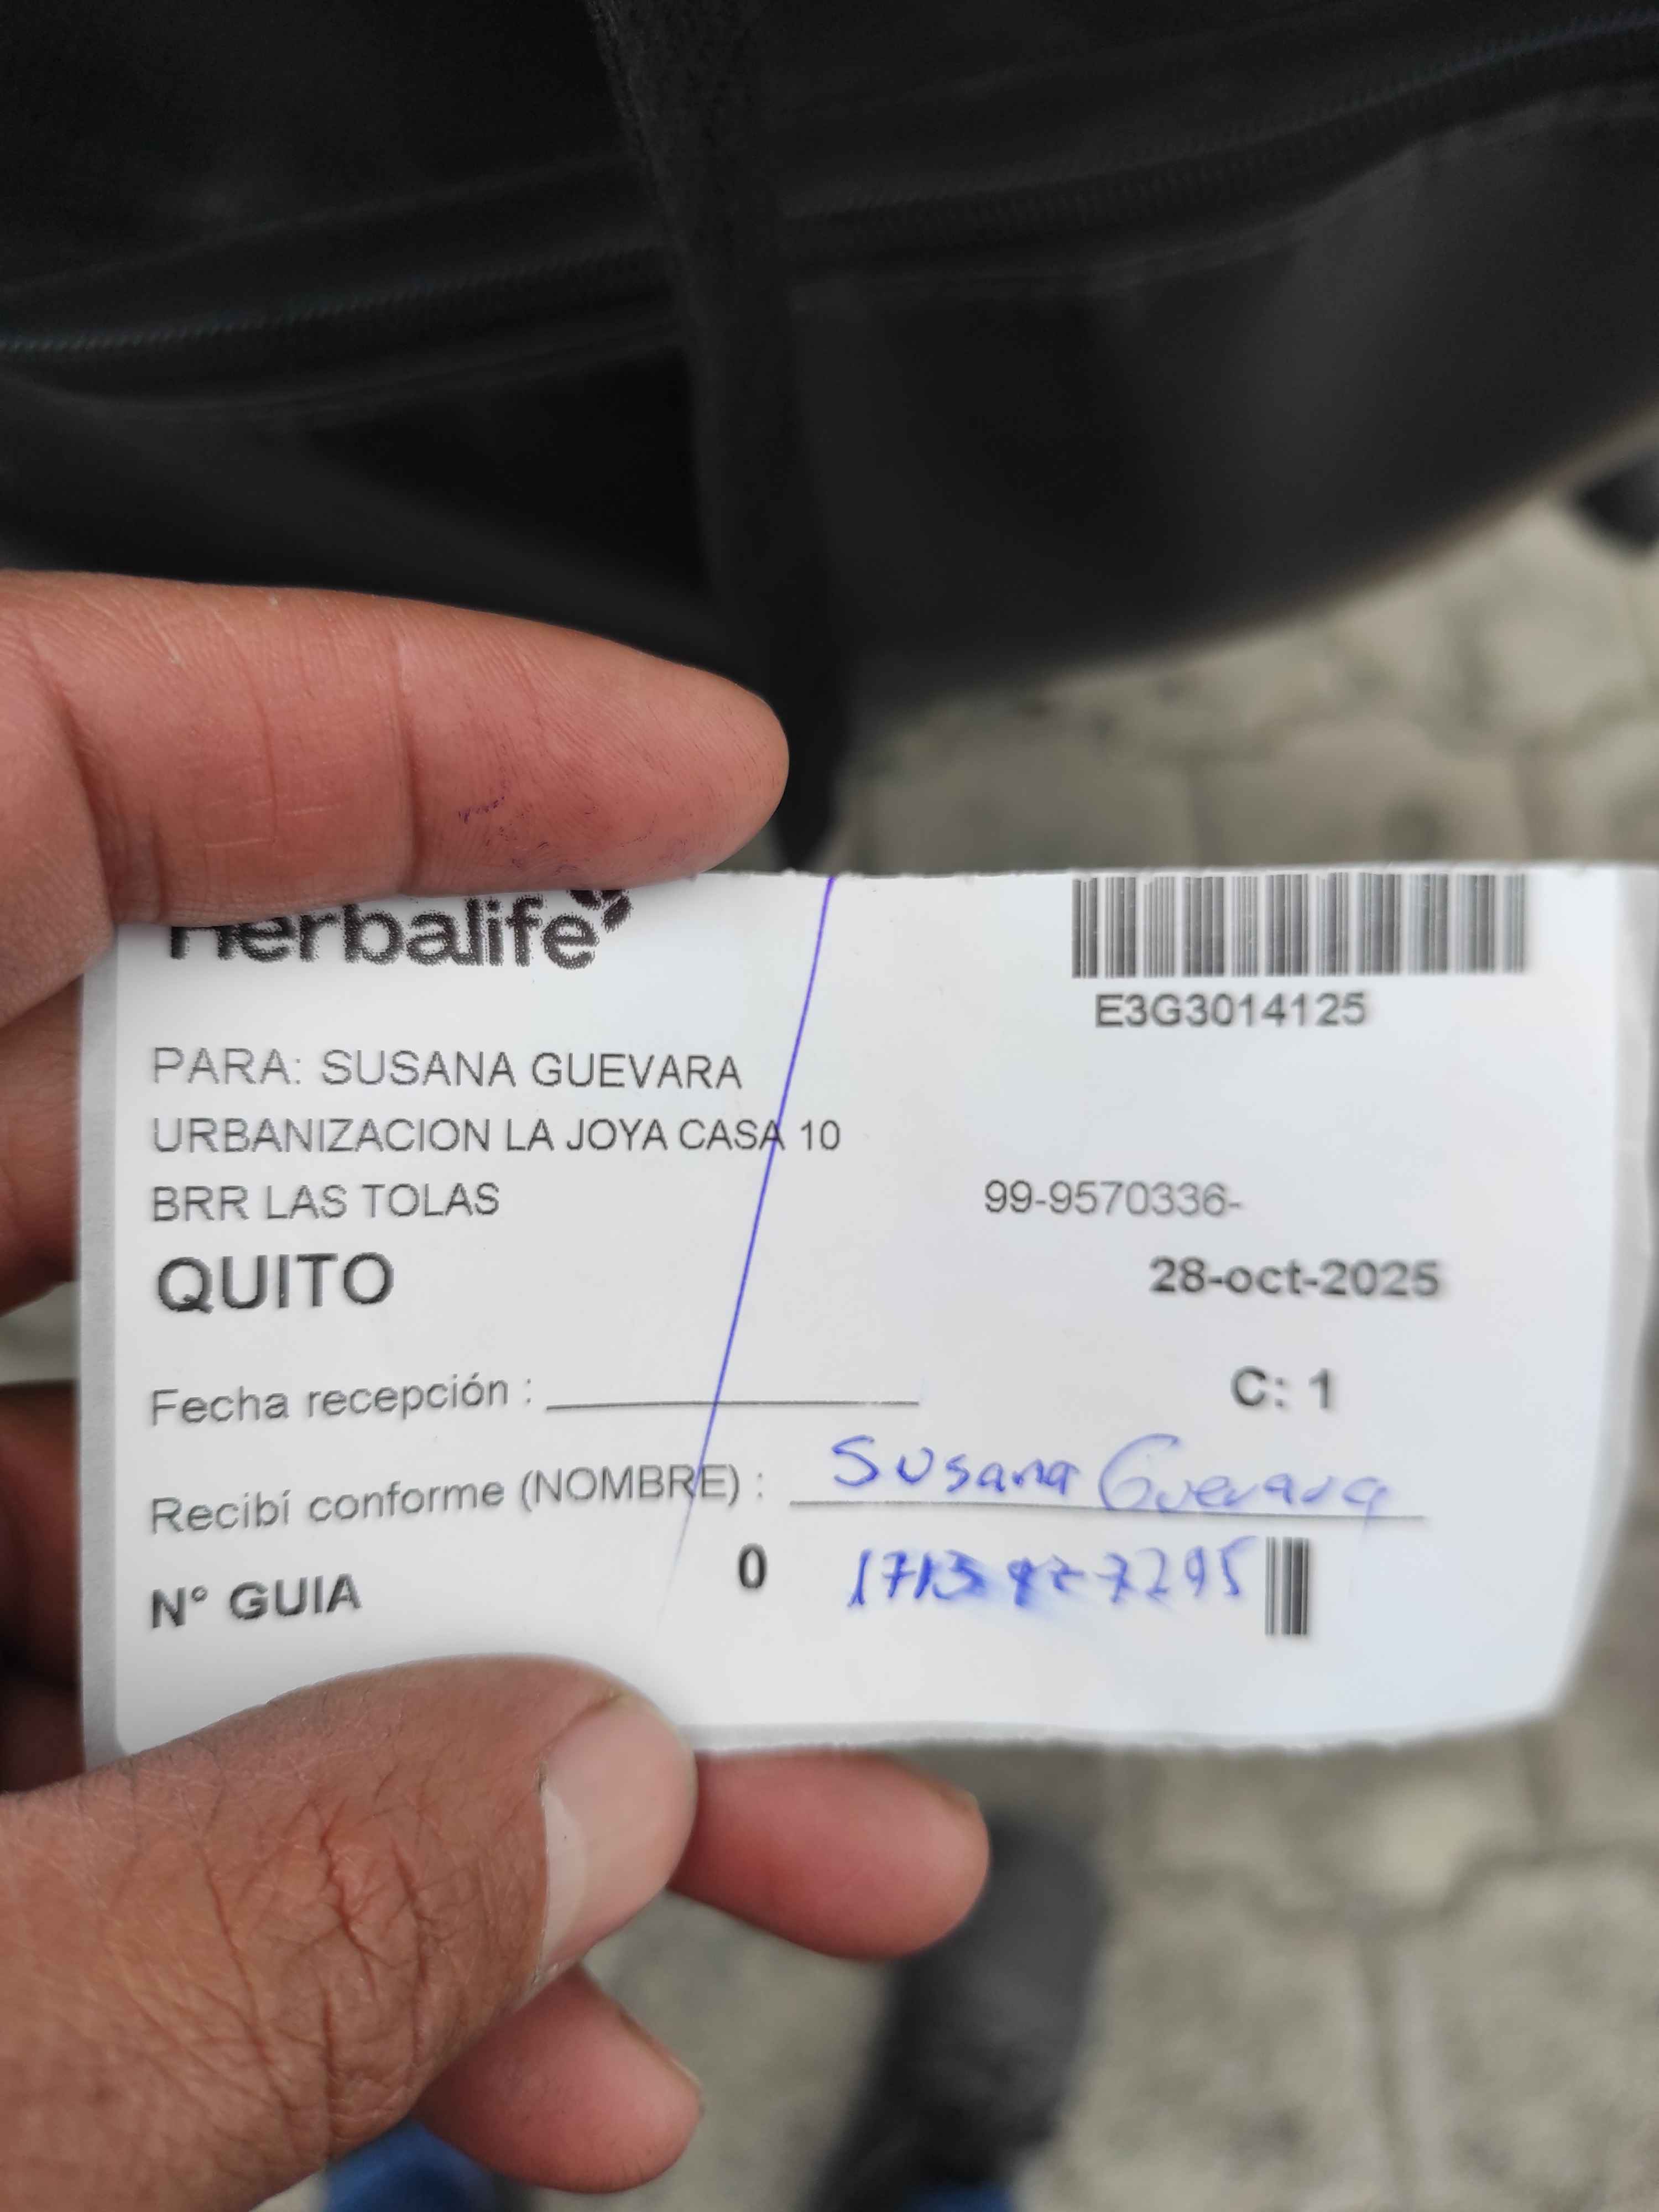 herbalife
E3G3014125
PARA: SUSANA GUEVARA
URBANIZACION LA JOYA CASA 10
BRR LAS TOLAS 99-9570336-
QUITO 28-oct-2025
Fecha recepción : C: 1
Recibí conforme (NOMBRE) : Susana Guevara
N° GUIA 0